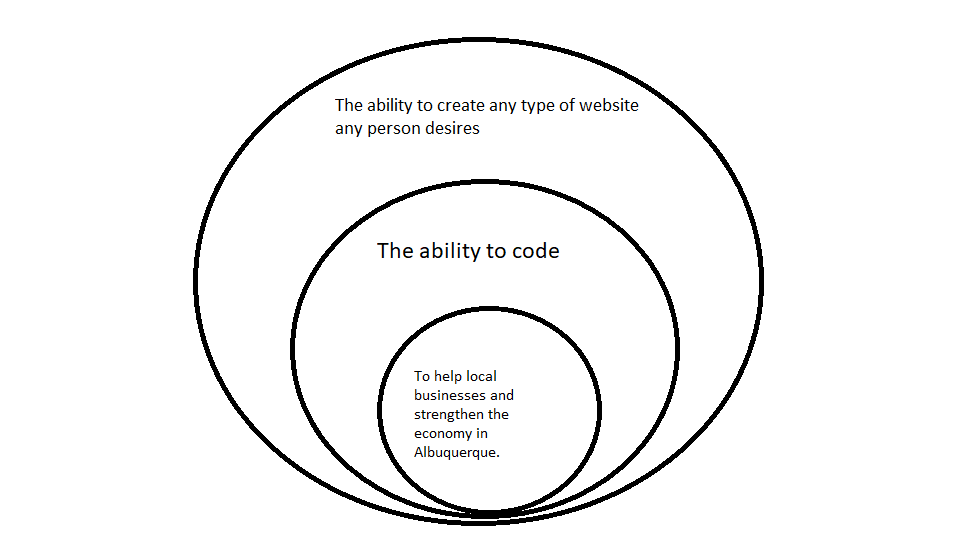 The ability to create any type of website
any person desires
The ability to code
To help local
businesses and
strengthen the
economy in
Albuquerque.